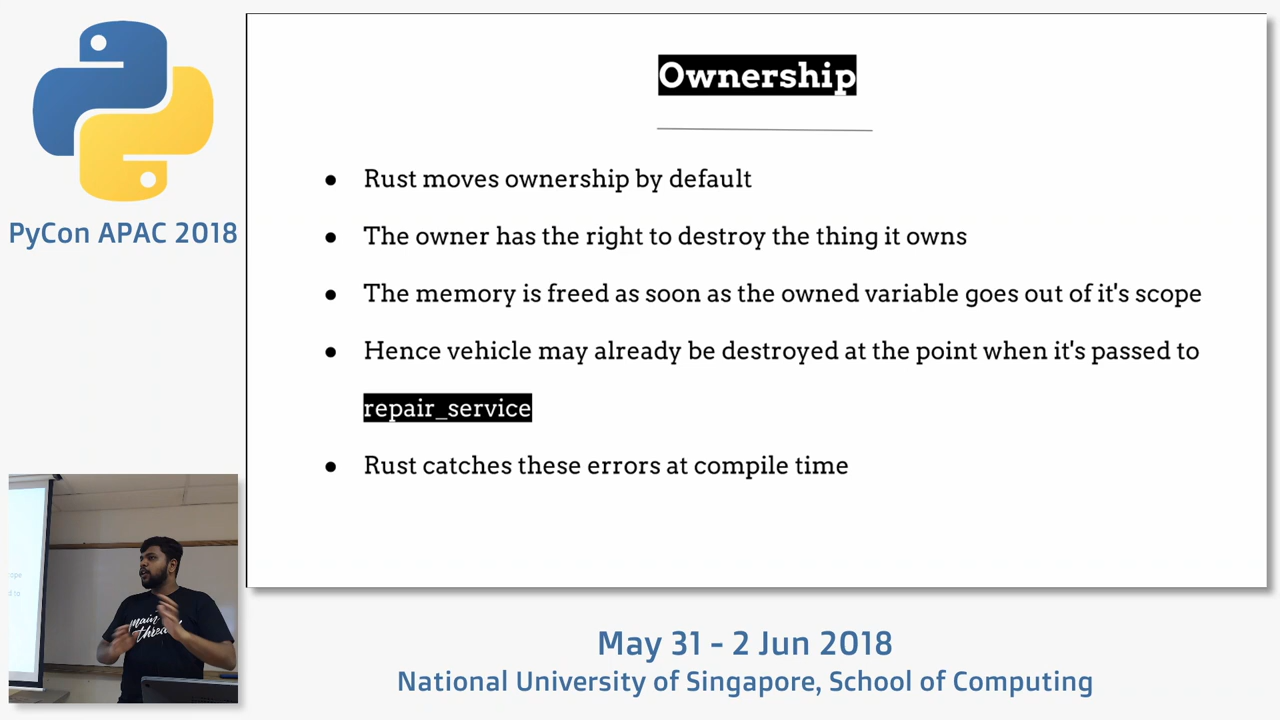 Ownership
Rust moves ownership by default
The owner has the right to destroy the thing it owns
The memory is freed as soon as the owned variable goes out of it's scope
Hence vehicle may already be destroyed at the point when it's passed to
repair_service
Rust catches these errors at compile time
PyCon APAC 2018
main
thread
May 31 - 2 Jun 2018
National University of Singapore, School of Computing